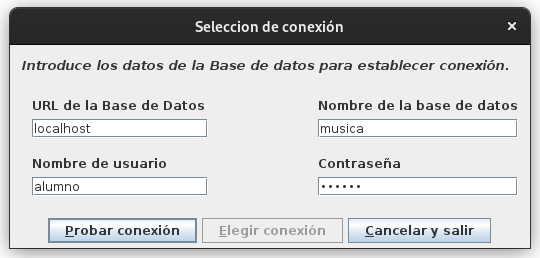 Seleccion de conexión
Introduce los datos de la Base de datos para establecer conexión.
URL de la Base de Datos
Nombre de la base de datos
localhost
musica
Nombre de usuario
Contraseña
alumno
••••••
Probar conexión
Elegir conexión
Cancelar y salir